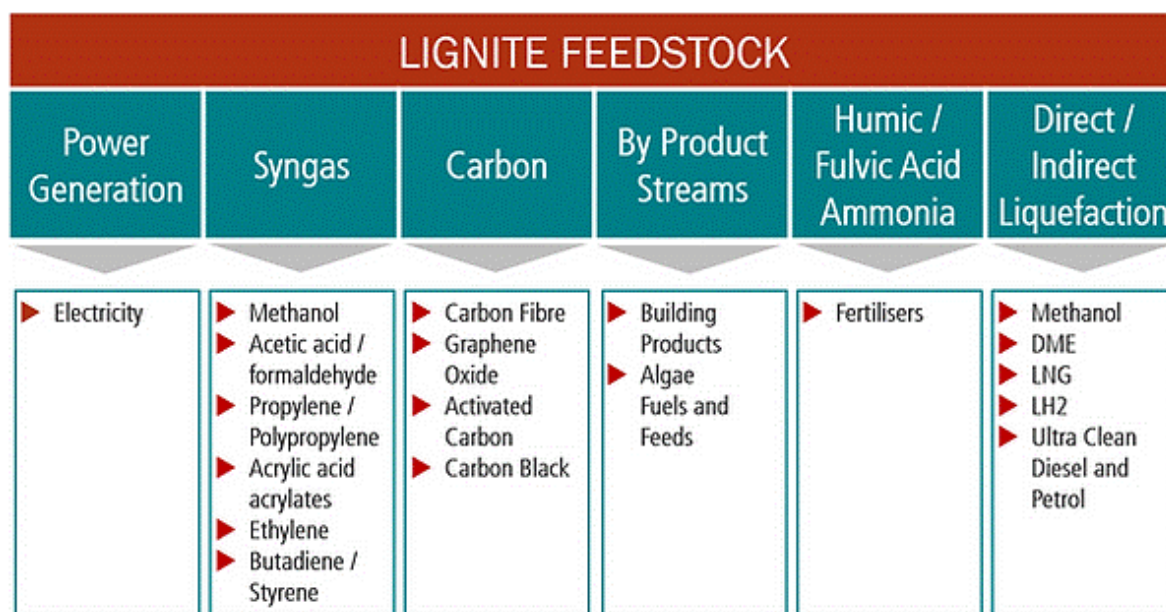 LIGNITE FEEDSTOCK
Power
Generation
Syngas
Carbon
By Product
Streams
Humic /
Fulvic Acid
Ammonia
Direct /
Indirect
Liquefaction
Electricity
Methanol
Acetic acid /
formaldehyde
Propylene /
Polypropylene
Acrylic acid
acrylates
Ethylene
Butadiene /
Styrene
Carbon Fibre
Graphene
Oxide
Activated
Carbon
Carbon Black
Building
Products
Algae
Fuels and
Feeds
Fertilisers
Methanol
DME
LNG
LH2
Ultra Clean
Diesel and
Petrol